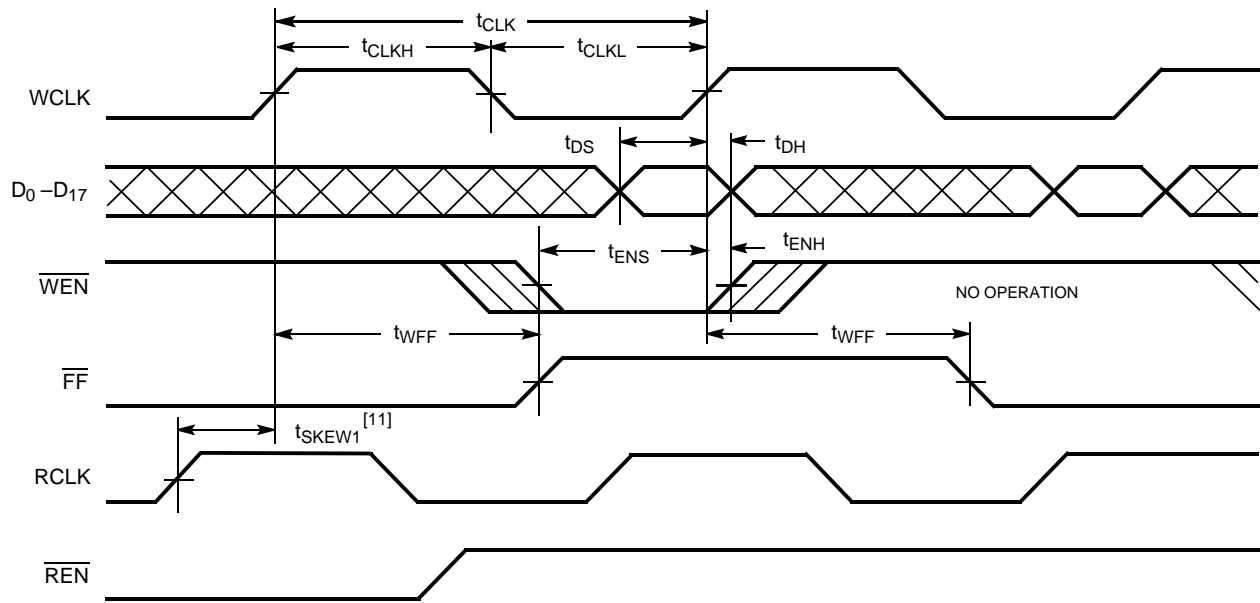 tCLK
tCLKH
tCLKL
WCLK
tDS
tDH
D0 –D17
tENS
tENH
WEN
NO OPERATION
tWFF
tWFF
FF
tSKEW1 [11]
RCLK
REN